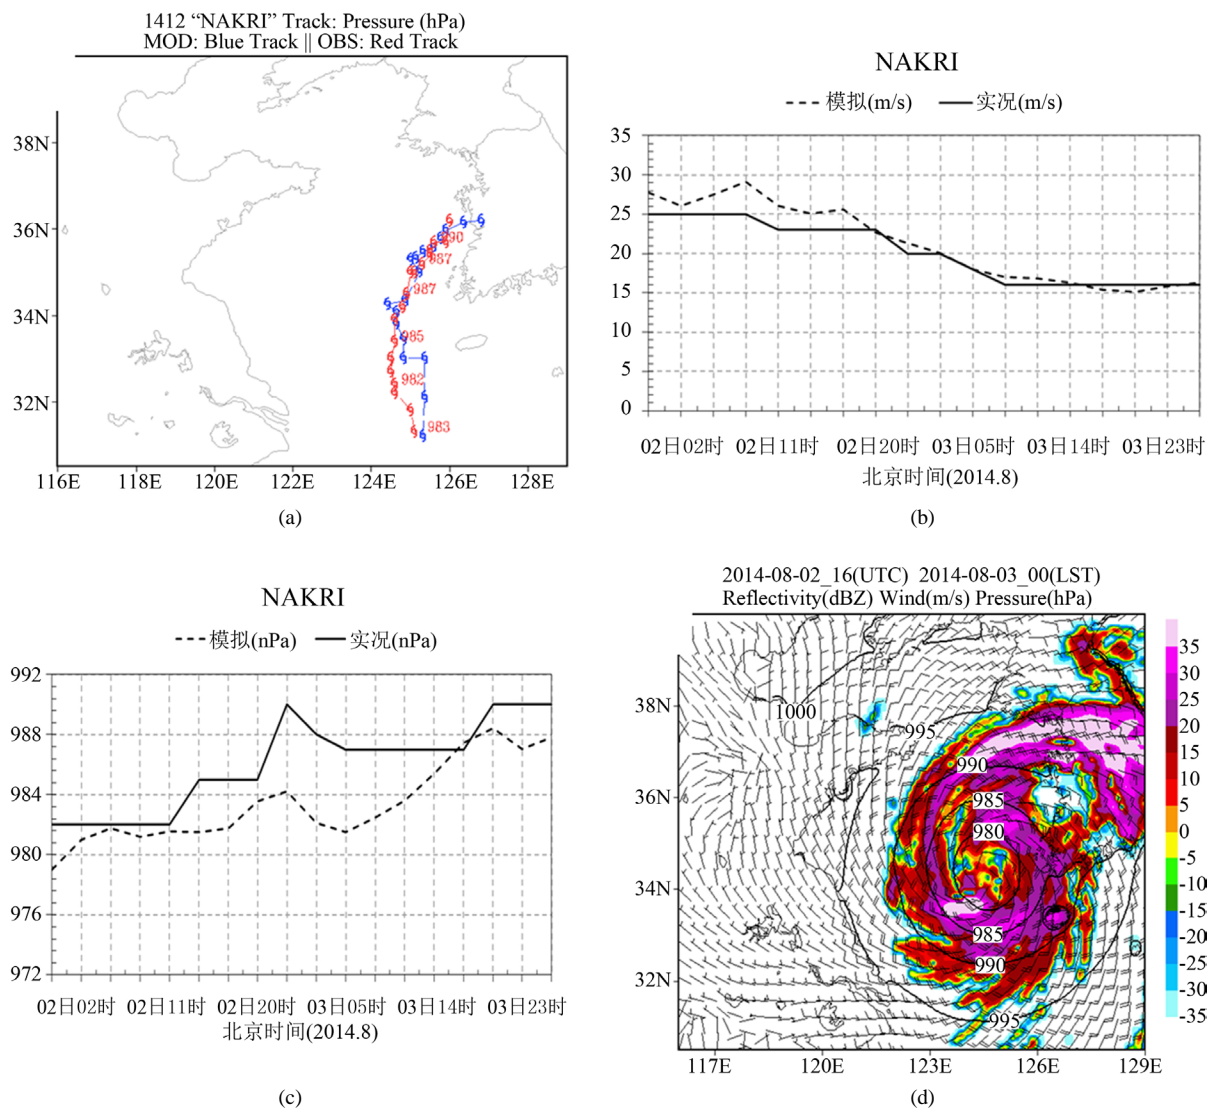 1412 “NAKRI” Track: Pressure (hPa)
MOD: Blue Track || OBS: Red Track
38N
36N
34N
32N
990
987
987
985
982
983
116E 118E 120E 122E 124E 126E 128E
(a)
NAKRI
模拟(m/s) 实况(m/s)
35
30
25
20
15
10
5
0
02日02时 02日11时 02日20时 03日05时 03日14时 03日23时
北京时间(2014.8)
(b)
NAKRI
模拟(nPa) 实况(nPa)
992
988
984
980
976
972
02日02时 02日11时 02日20时 03日05时 03日14时 03日23时
北京时间(2014.8)
(c)
2014-08-02_16(UTC) 2014-08-03_00(LST)
Reflectivity(dBZ) Wind(m/s) Pressure(hPa)
38N
36N
34N
32N
1000
995
990
985
980
985
990
995
117E 120E 123E 126E 129E
35
30
25
20
15
10
5
0
-5
-10
-15
-20
-25
-30
-35
(d)